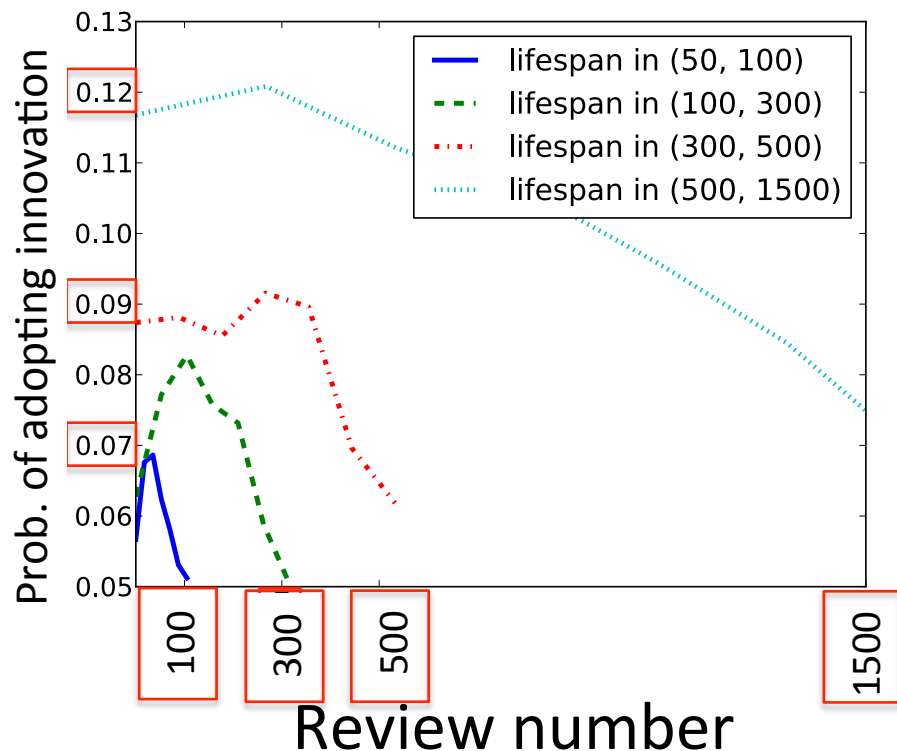 Prob. of adopting innovation
0.13
0.12
0.11
0.10
0.09
0.08
0.07
0.06
0.05
lifespan in (50, 100)
lifespan in (100, 300)
lifespan in (300, 500)
lifespan in (500, 1500)
100
300
500
1500
Review number